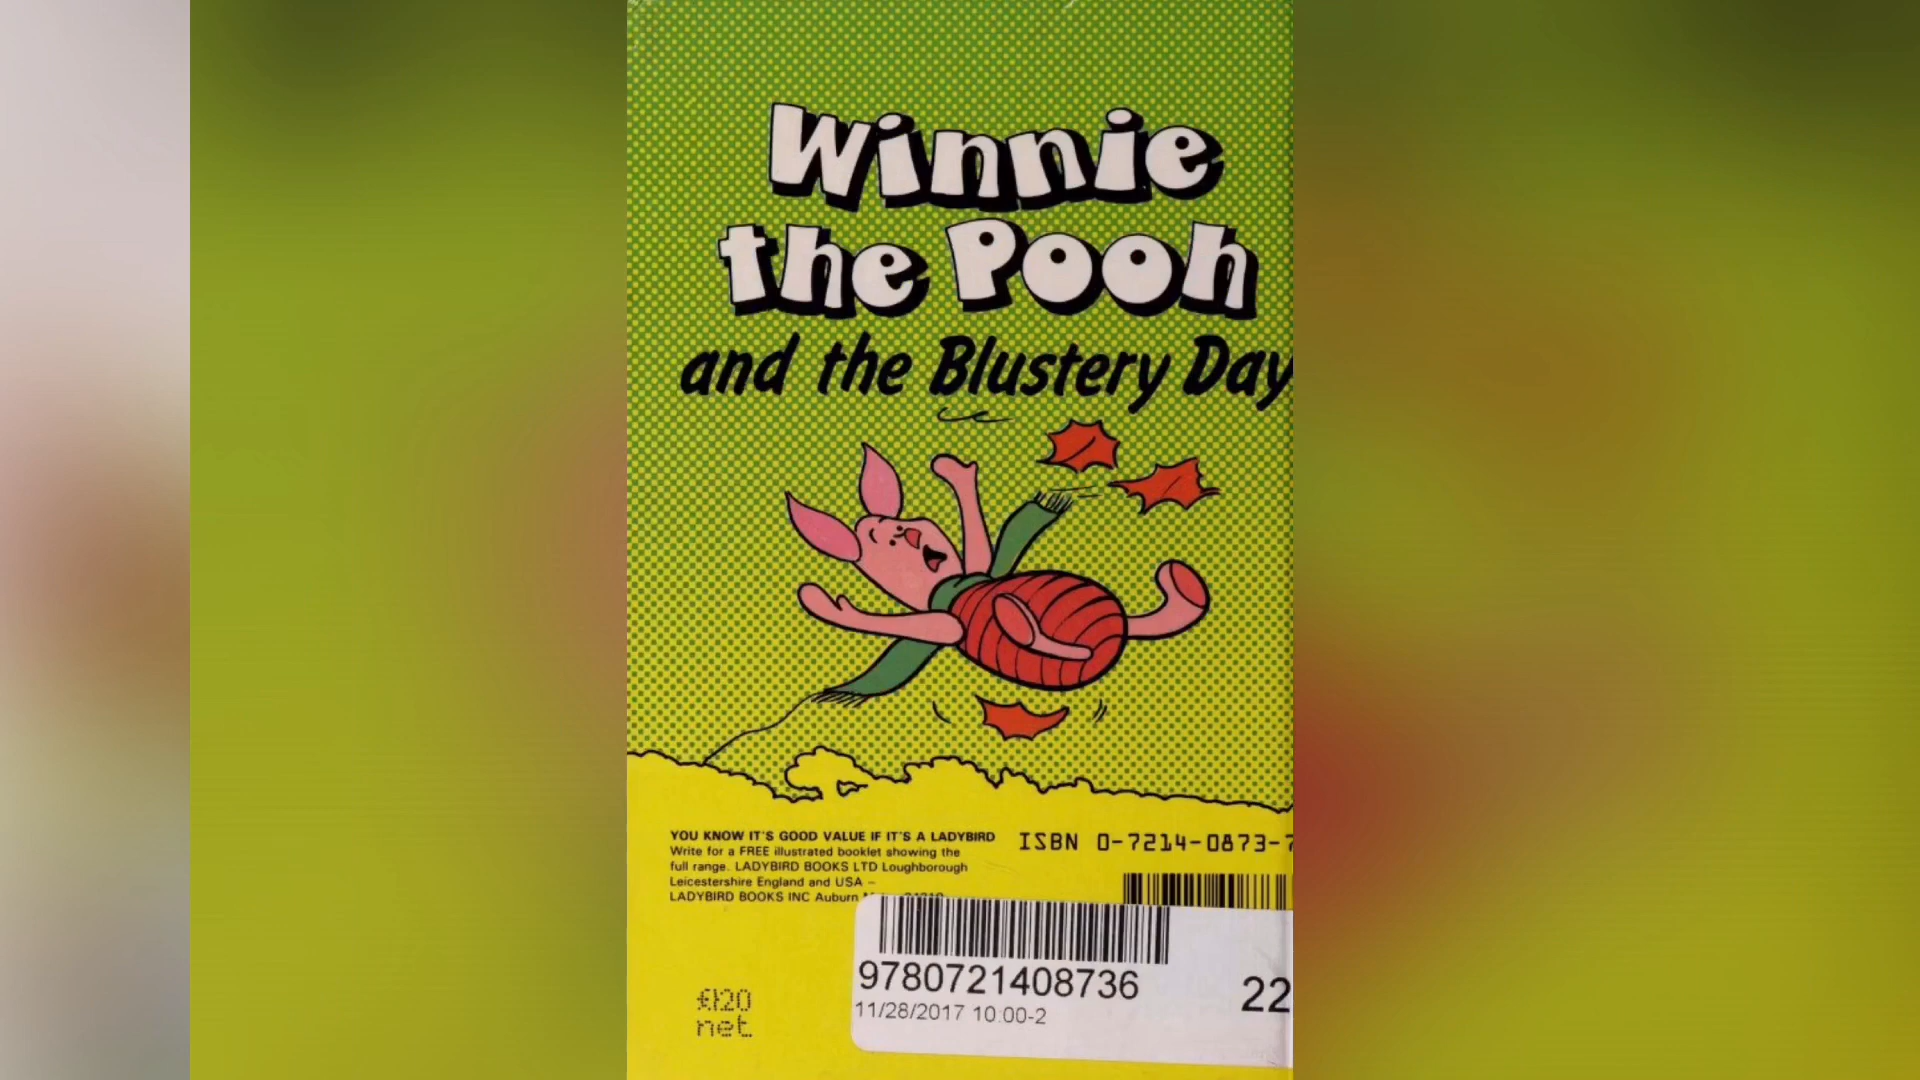 Winnie
the Pooh
and the Blustery Day
YOU KNOW IT'S GOOD VALUE IF IT'S A LADYBIRD
Write for a FREE illustrated booklet showing the
full range. LADYBIRD BOOKS LTD Loughborough
Leicestershire England and USA –
LADYBIRD BOOKS INC Auburn
ISBN 0-7214-0873-7
9780721408736
11/28/2017 10:00-2
22
£1.20
net